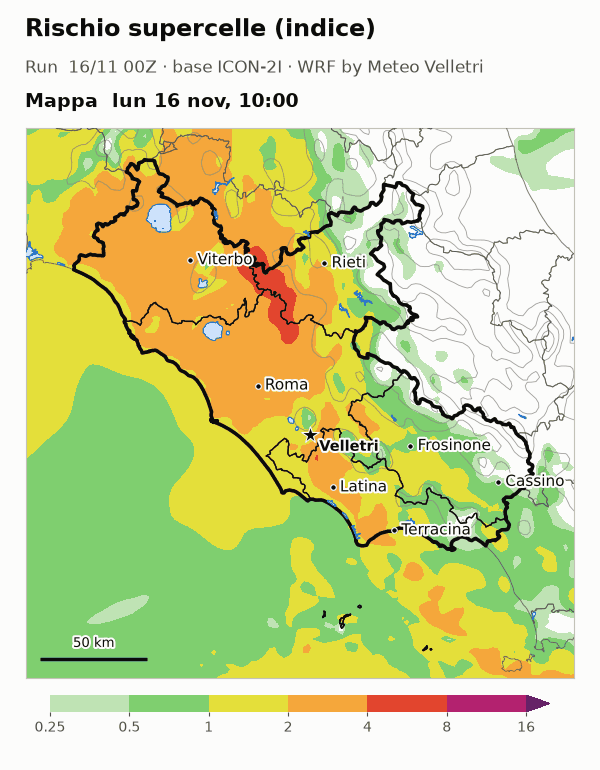 Rischio supercelle (indice)
Run  16/11 00Z · base ICON-2I · WRF by Meteo Velletri
Mappa  lun 16 nov, 10:00
Viterbo
Rieti
Roma
Velletri
Frosinone
Cassino
Latina
Terracina
50 km
0.25 0.5 1 2 4 8 16